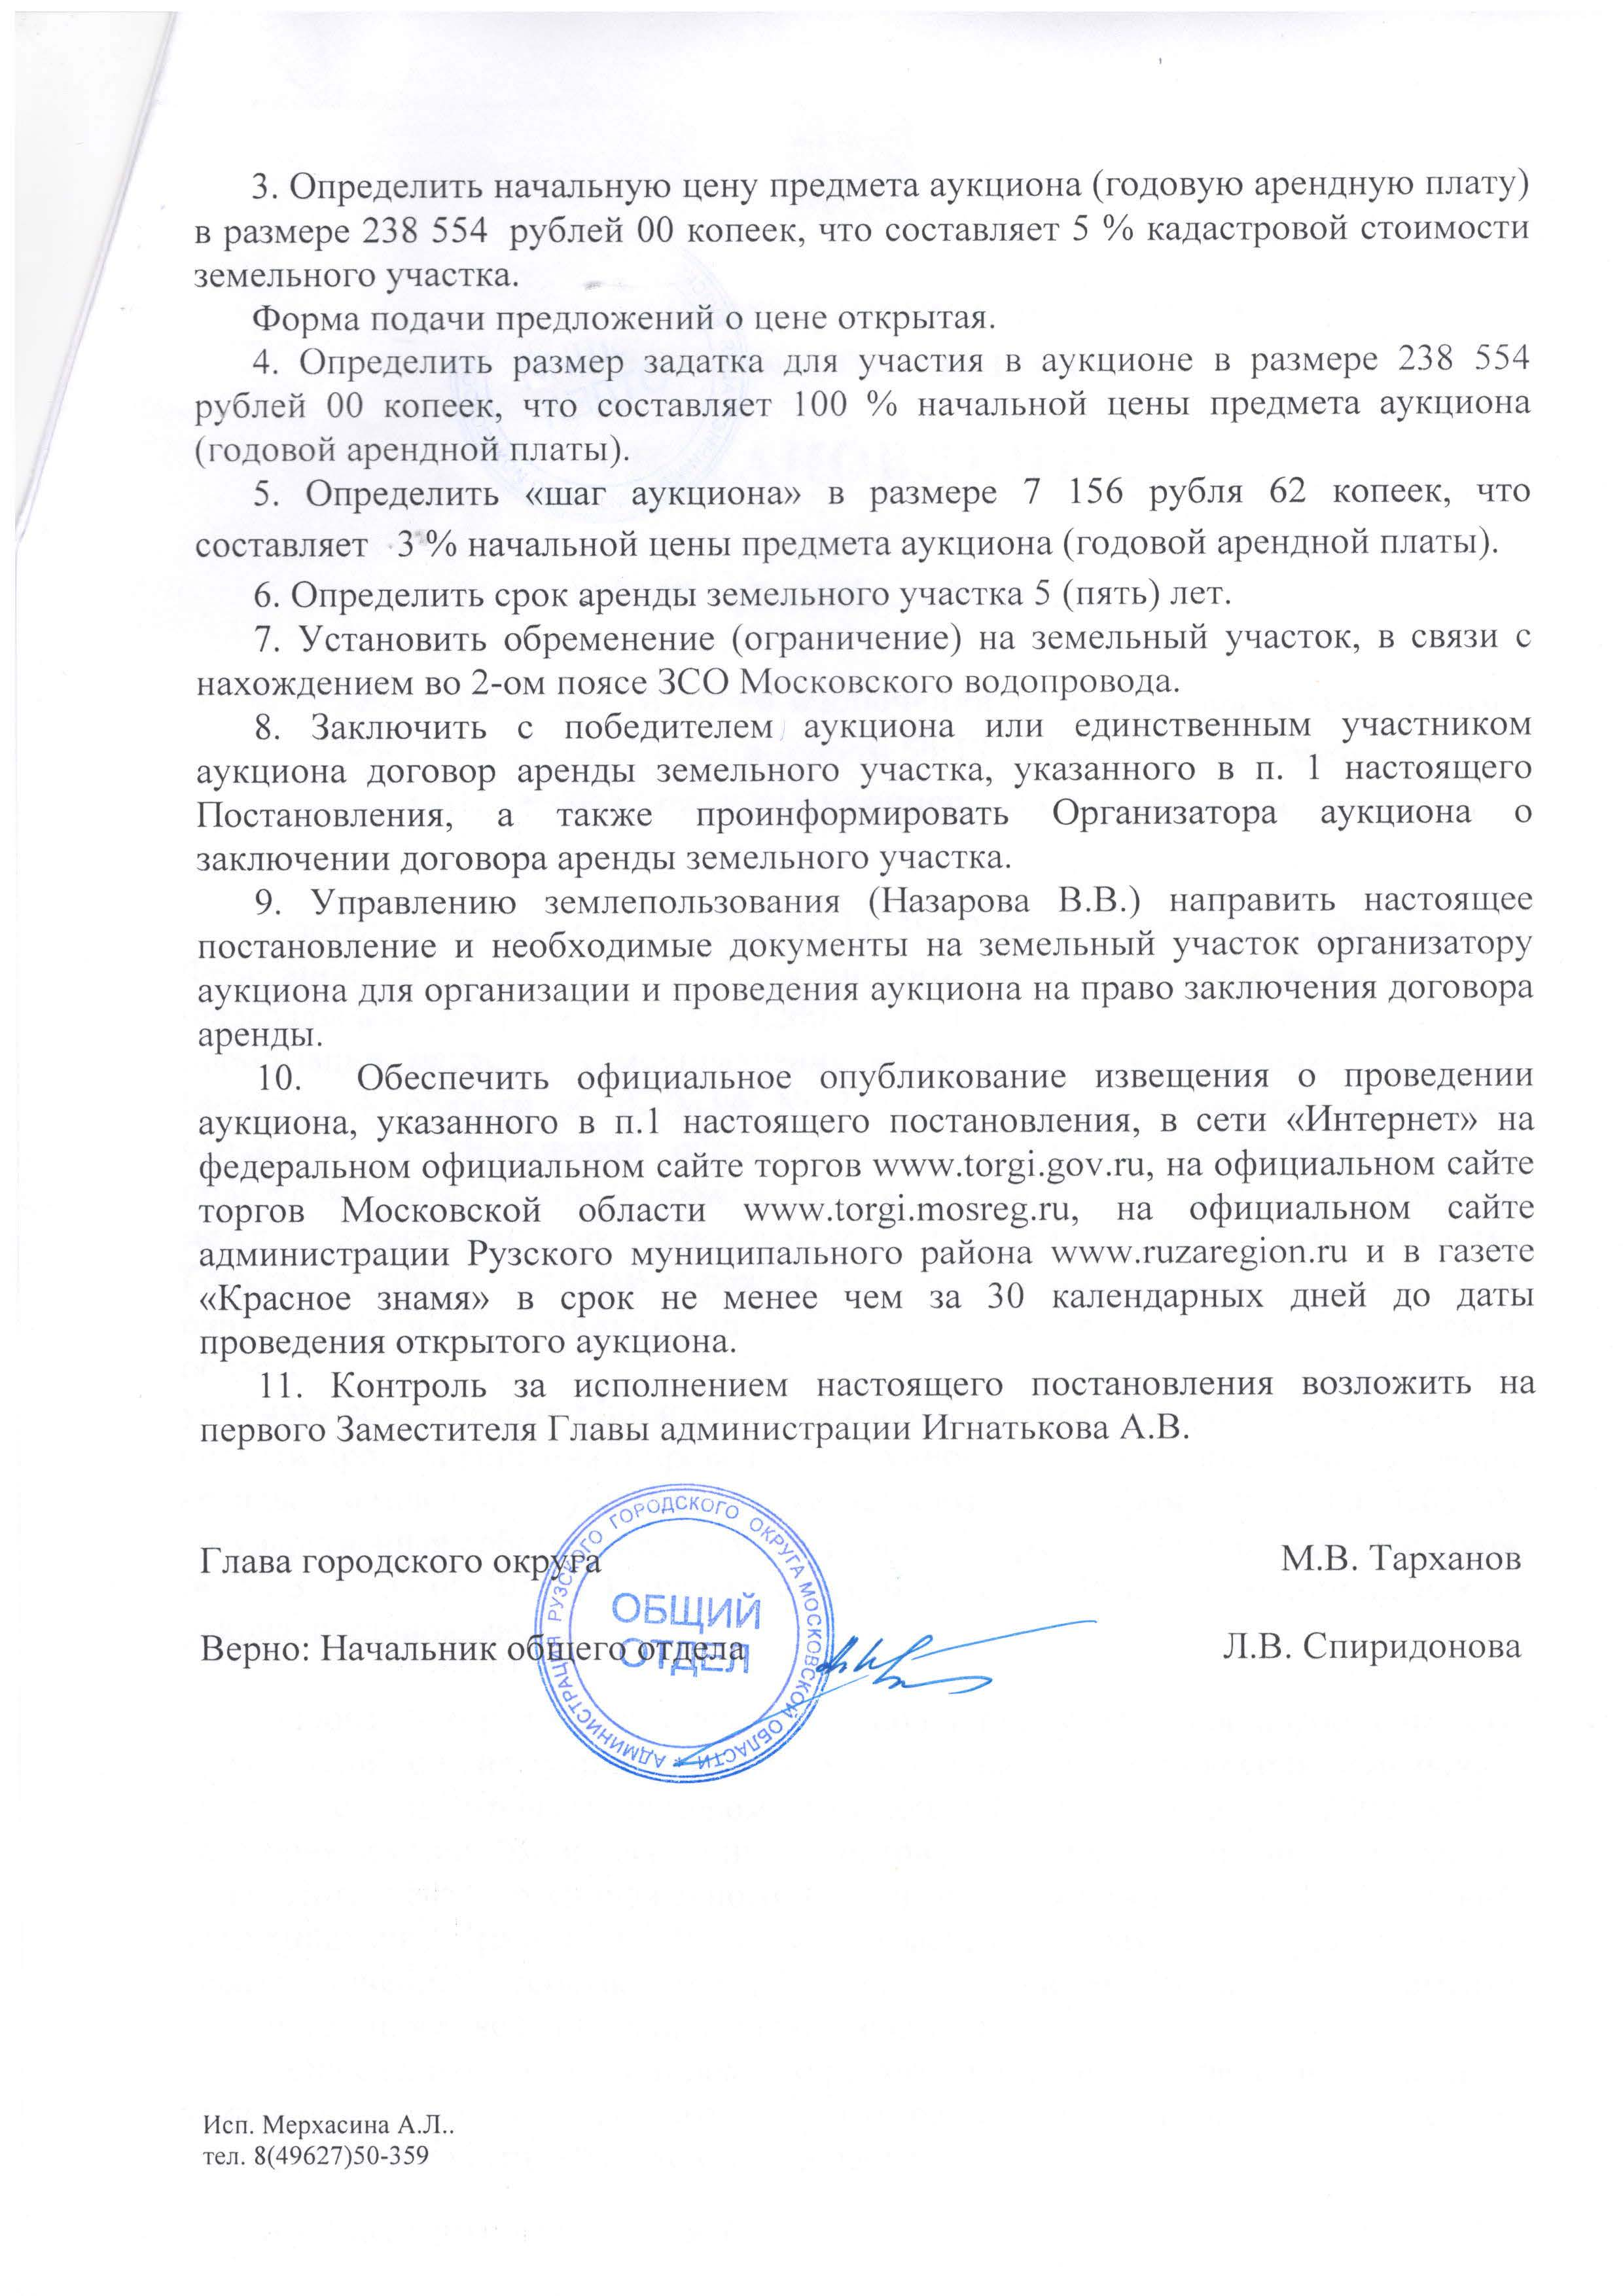 3. Определить начальную цену предмета аукциона (годовую арендную плату)
в размере 238 554 рублей 00 копеек, что составляет 5 % кадастровой стоимости
земельного участка.
Форма подачи предложений о цене открытая.
4. Определить размер задатка для участия в аукционе в размере 238 554
рублей 00 копеек, что составляет 100 % начальной цены предмета аукциона
(годовой арендной платы).
5. Определить «шаг аукциона» в размере 7 156 рубля 62 копеек, что
составляет 3 % начальной цены предмета аукциона (годовой арендной платы).
6. Определить срок аренды земельного участка 5 (пять) лет.
7. Установить обременение (ограничение) на земельный участок, в связи с
нахождением во 2-ом поясе ЗСО Московского водопровода.
8. Заключить с победителем аукциона или единственным участником
аукциона договор аренды земельного участка, указанного в п. 1 настоящего
Постановления, а также проинформировать Организатора аукциона о
заключении договора аренды земельного участка.
9. Управлению землепользования (Назарова В.В.) направить настоящее
постановление и необходимые документы на земельный участок организатору
аукциона для организации и проведения аукциона на право заключения договора
аренды.
10. Обеспечить официальное опубликование извещения о проведении
аукциона, указанного в п.1 настоящего постановления, в сети «Интернет» на
федеральном официальном сайте торгов www.torgi.gov.ru, на официальном сайте
торгов Московской области www.torgi.mosreg.ru, на официальном сайте
администрации Рузского муниципального района www.ruzaregion.ru и в газете
«Красное знамя» в срок не менее чем за 30 календарных дней до даты
проведения открытого аукциона.
11. Контроль за исполнением настоящего постановления возложить на
первого Заместителя Главы администрации Игнатькова А.В.
Глава городского округа М.В. Тарханов
Верно: Начальник общего отдела Л.В. Спиридонова
АДМИНИСТРАЦИЯ РУЗСКОГО ГОРОДСКОГО ОКРУГА МОСКОВСКОЙ ОБЛАСТИ *
ОБЩИЙ
ОТДЕЛ
Исп. Мерхасина А.Л..
тел. 8(49627)50-359